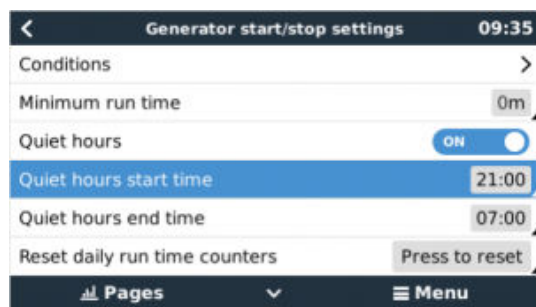 Generator start/stop settings 09:35
Conditions
Minimum run time 0m
Quiet hours ON
Quiet hours start time 21:00
Quiet hours end time 07:00
Reset daily run time counters Press to reset
Pages Menu